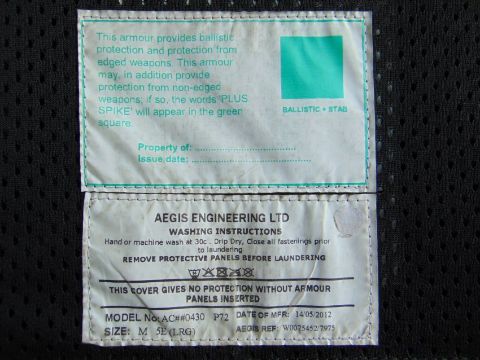 This armour provides ballistic
protection and protection from
edged weapons. This armour
may, in addition provide
protection from non-edged
weapons; if so, the words 'PLUS
SPIKE' will appear in the green
square.
BALLISTIC + STAB
Property of:
Issue date:
AEGIS ENGINEERING LTD
WASHING INSTRUCTIONS
Hand or machine wash at 30c . Drip Dry, Close all fastenings prior
to laundering
REMOVE PROTECTIVE PANELS BEFORE LAUNDERING
THIS COVER GIVES NO PROTECTION WITHOUT ARMOUR
PANELS INSERTED
MODEL No: AC##0430 P72 DATE OF MFR: 14/05/2012
SIZE: M 5E (LRG) AEGIS REF: W0075452/7975